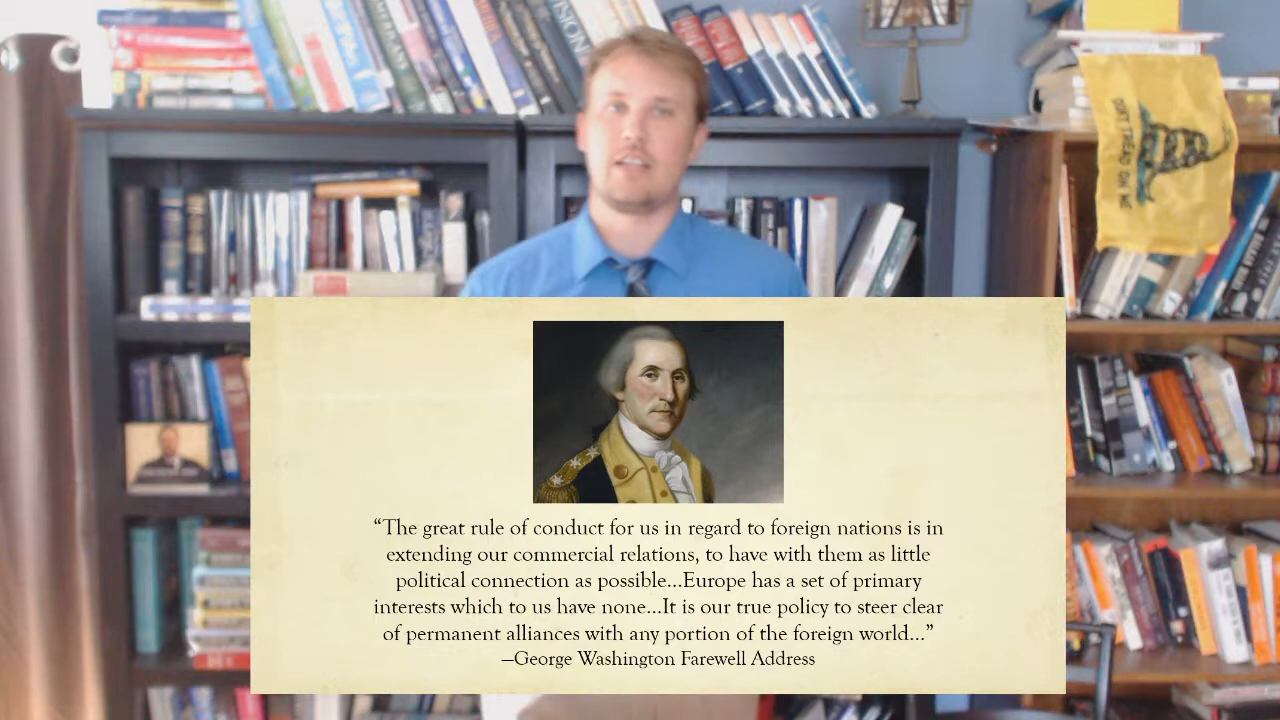 DON'T TREAD ON ME
“The great rule of conduct for us in regard to foreign nations is in
extending our commercial relations, to have with them as little
political connection as possible...Europe has a set of primary
interests which to us have none...It is our true policy to steer clear
of permanent alliances with any portion of the foreign world...”
—George Washington Farewell Address